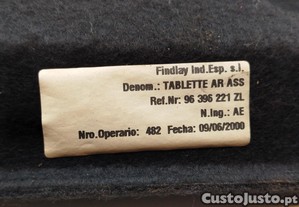 Findlay Ind.Esp. s.l,
Denom.: TABLETTE AR ASS
Ref.Nr: 96 396 221 ZL
N.Ing.: AE
Nro.Operario: 482 Fecha: 09/06/2000
CustoJusto.pt